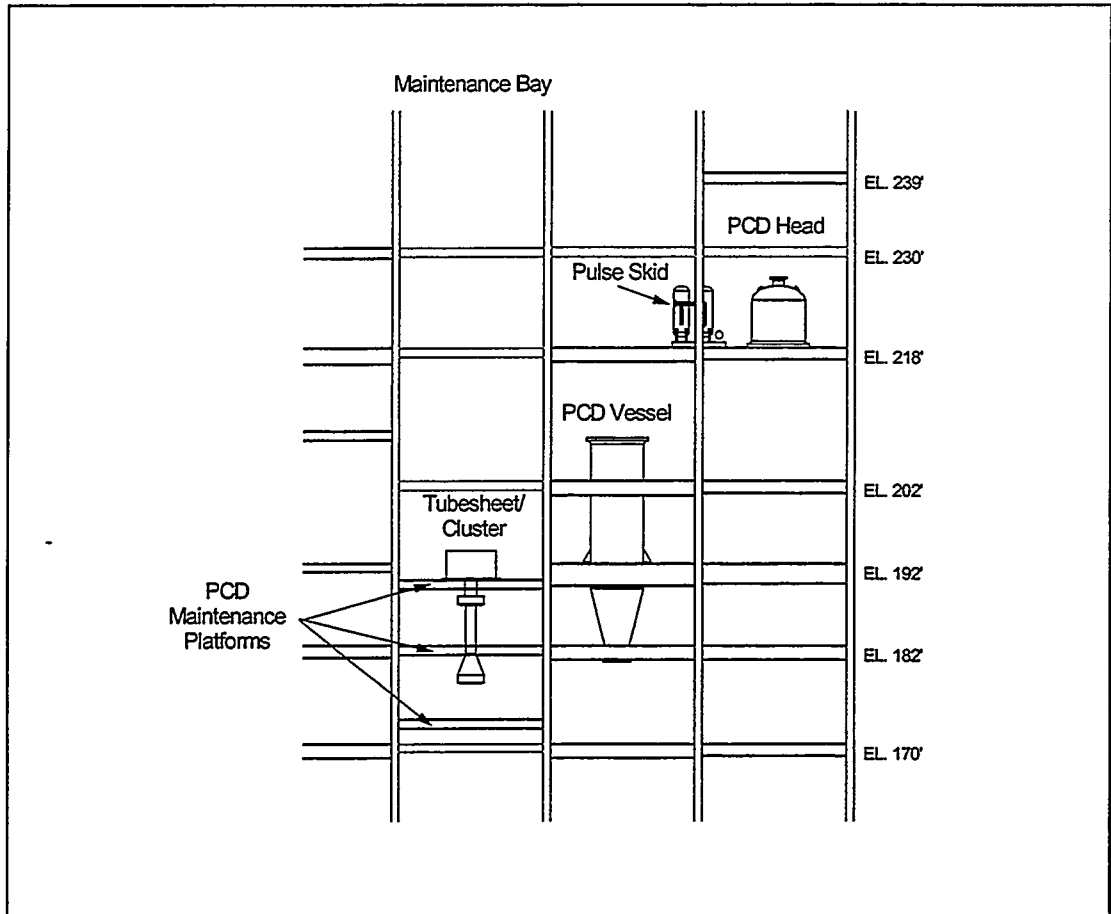 Maintenance Bay
EL. 239'
PCD Head
EL. 230'
Pulse Skid
EL. 218'
PCD Vessel
EL. 202'
Tubesheet/
Cluster
EL. 192'
PCD
Maintenance
Platforms
EL. 182'
EL. 170'